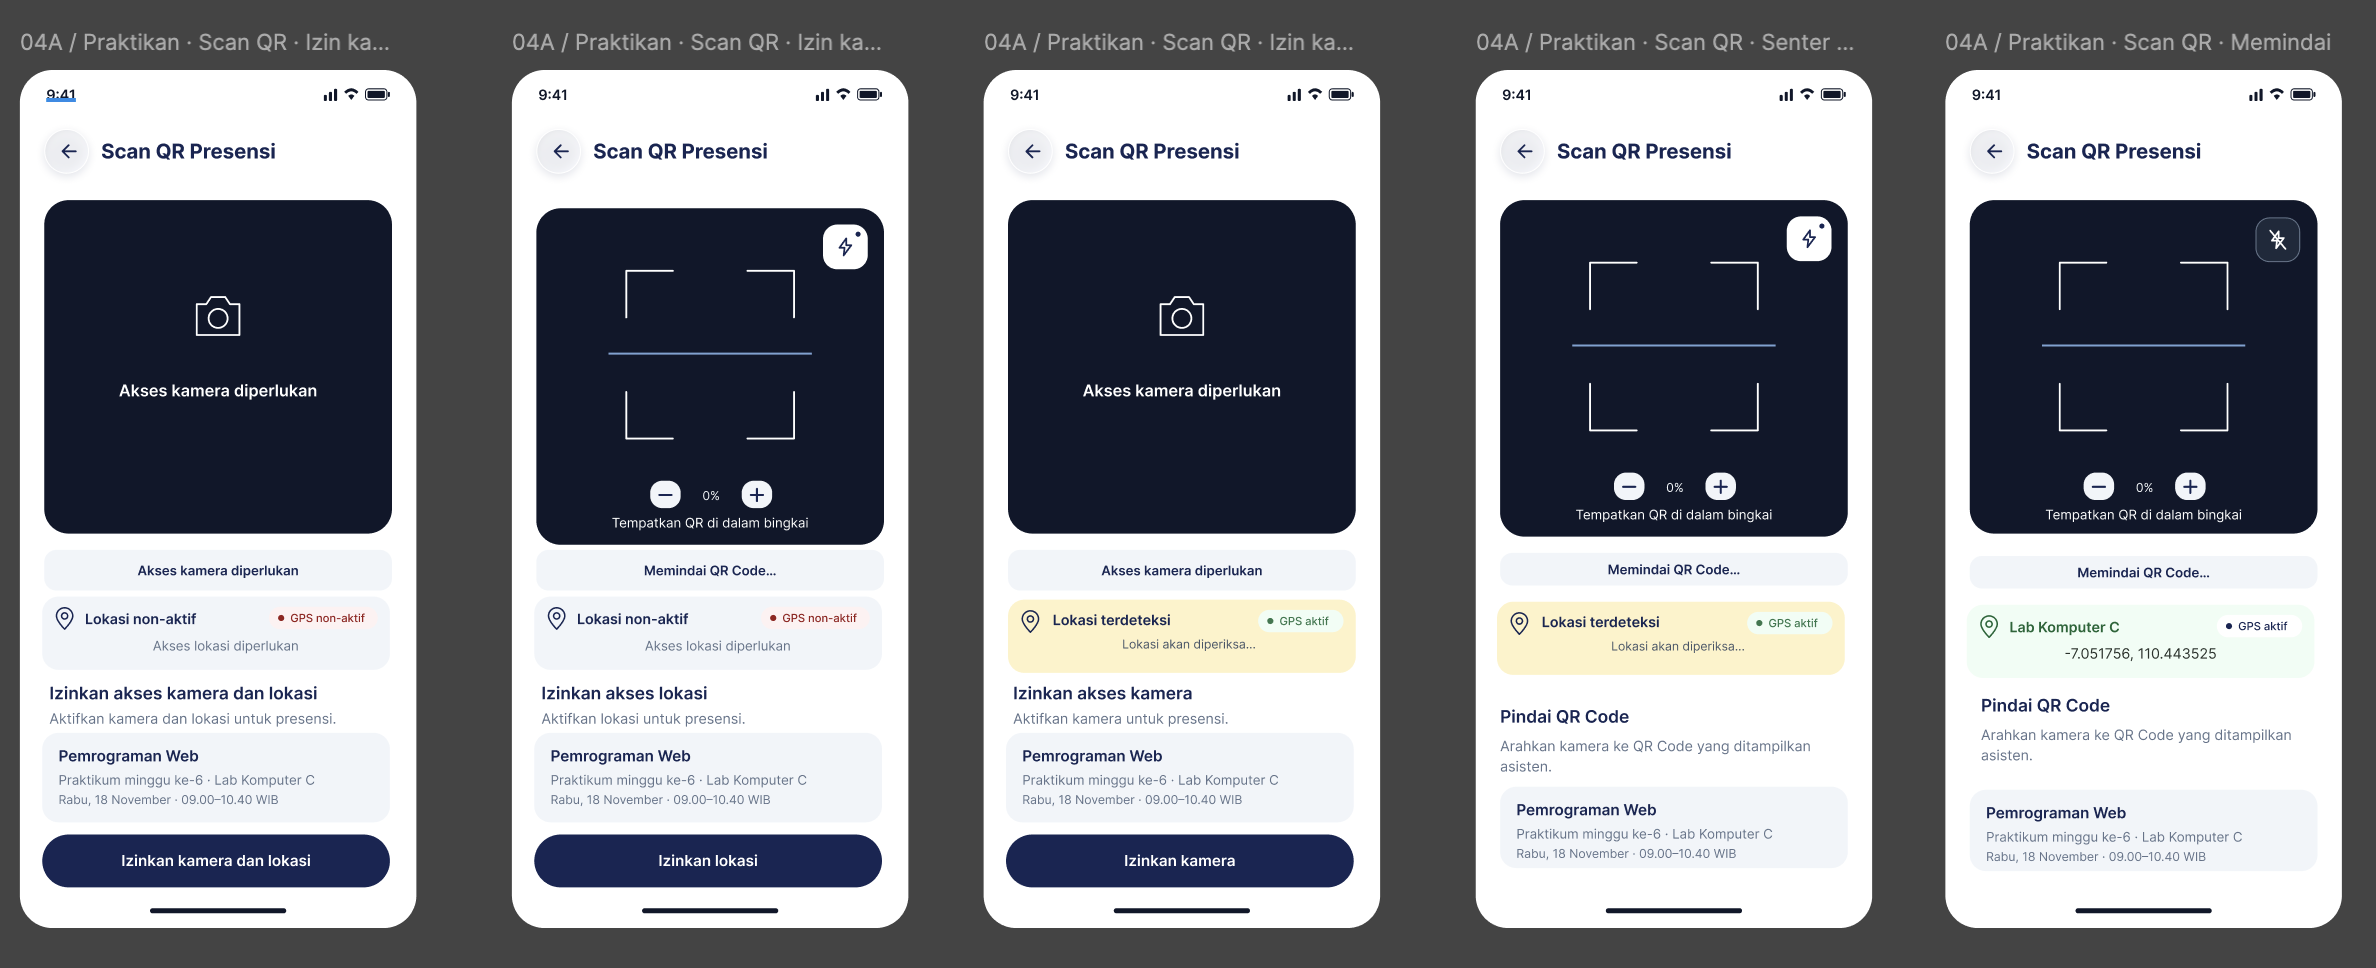 04A / Praktikan · Scan QR · Izin ka...
9:41
Scan QR Presensi
Akses kamera diperlukan
Akses kamera diperlukan
Lokasi non-aktif
GPS non-aktif
Akses lokasi diperlukan
Izinkan akses kamera dan lokasi
Aktifkan kamera dan lokasi untuk presensi.
Pemrograman Web
Praktikum minggu ke-6 · Lab Komputer C
Rabu, 18 November · 09.00–10.40 WIB
Izinkan kamera dan lokasi
04A / Praktikan · Scan QR · Izin ka...
9:41
Scan QR Presensi
0%
Tempatkan QR di dalam bingkai
Memindai QR Code...
Lokasi non-aktif
GPS non-aktif
Akses lokasi diperlukan
Izinkan akses lokasi
Aktifkan lokasi untuk presensi.
Pemrograman Web
Praktikum minggu ke-6 · Lab Komputer C
Rabu, 18 November · 09.00–10.40 WIB
Izinkan lokasi
04A / Praktikan · Scan QR · Izin ka...
9:41
Scan QR Presensi
Akses kamera diperlukan
Akses kamera diperlukan
Lokasi terdeteksi
GPS aktif
Lokasi akan diperiksa...
Izinkan akses kamera
Aktifkan kamera untuk presensi.
Pemrograman Web
Praktikum minggu ke-6 · Lab Komputer C
Rabu, 18 November · 09.00–10.40 WIB
Izinkan kamera
04A / Praktikan · Scan QR · Senter ...
9:41
Scan QR Presensi
0%
Tempatkan QR di dalam bingkai
Memindai QR Code...
Lokasi terdeteksi
GPS aktif
Lokasi akan diperiksa...
Pindai QR Code
Arahkan kamera ke QR Code yang ditampilkan
asisten.
Pemrograman Web
Praktikum minggu ke-6 · Lab Komputer C
Rabu, 18 November · 09.00–10.40 WIB
04A / Praktikan · Scan QR · Memindai
9:41
Scan QR Presensi
0%
Tempatkan QR di dalam bingkai
Memindai QR Code...
Lab Komputer C
GPS aktif
-7.051756, 110.443525
Pindai QR Code
Arahkan kamera ke QR Code yang ditampilkan
asisten.
Pemrograman Web
Praktikum minggu ke-6 · Lab Komputer C
Rabu, 18 November · 09.00–10.40 WIB